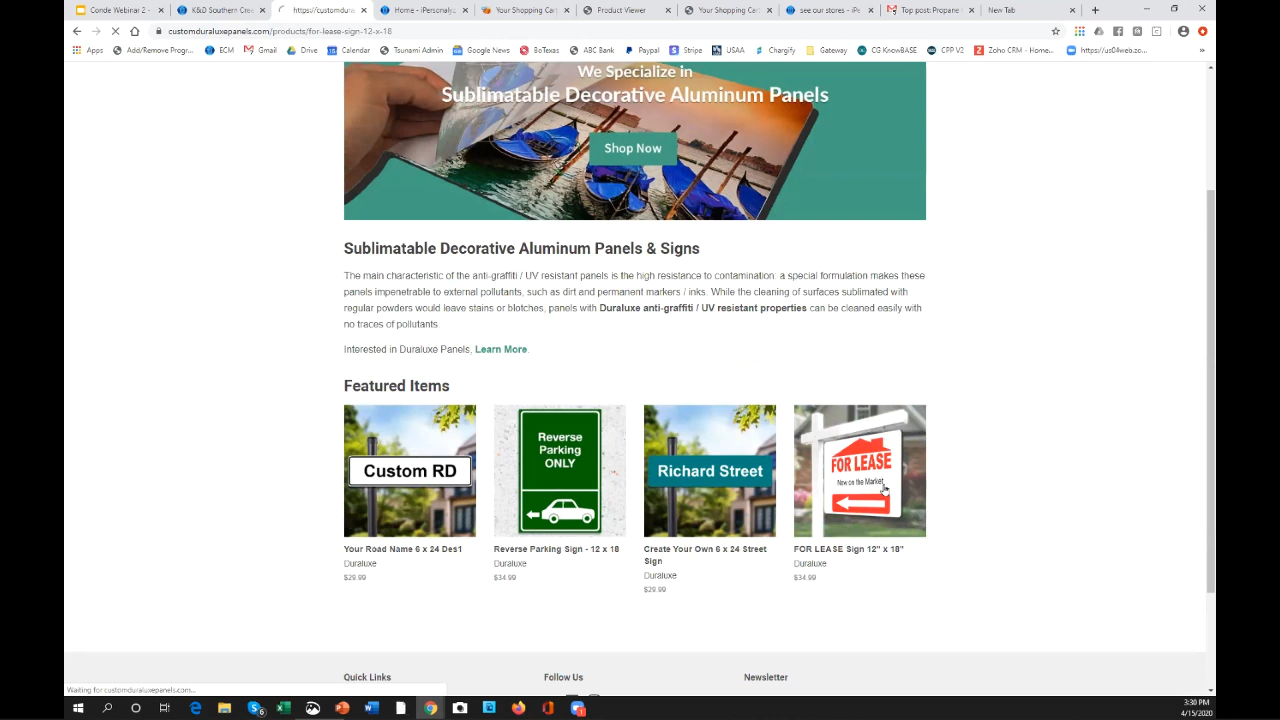 Conde Webinar 2 -
K&D Southern Crea
https://customdura
Home - iPersonalyz
Your Shopping Car
Product Viewer
Your Shopping Car
see our stores - iPe
Top post: Propane
New Tab
customduraluxepanels.com/products/for-lease-sign-12-x-18
Apps
Add/Remove Progr...
ECM
Gmail
Drive
Calendar
Tsunami Admin
Google News
BoTexas
ABC Bank
Paypal
Stripe
USAA
Chargify
Gateway
CG KnowBASE
CPP V2
Zoho CRM - Home...
https://us04web.zo...
We Specialize in
Sublimatable Decorative Aluminum Panels
Shop Now
Sublimatable Decorative Aluminum Panels & Signs
The main characteristic of the anti-graffiti / UV resistant panels is the high resistance to contamination: a special formulation makes these
panels impenetrable to external pollutants, such as dirt and permanent markers / inks. While the cleaning of surfaces sublimated with
regular powders would leave stains or blotches, panels with Duraluxe anti-graffiti / UV resistant properties can be cleaned easily with
no traces of pollutants.
Interested in Duraluxe Panels, Learn More.
Featured Items
Custom RD
Reverse
Parking
ONLY
Richard Street
FOR LEASE
Now on the Market
Your Road Name 6 x 24 Des1
Duraluxe
$29.99
Reverse Parking Sign - 12 x 18
Duraluxe
$34.99
Create Your Own 6 x 24 Street
Sign
Duraluxe
$29.99
FOR LEASE Sign 12" x 18"
Duraluxe
$34.99
Quick Links
Follow Us
Newsletter
Waiting for customduraluxepanels.com...
3:30 PM
4/15/2020